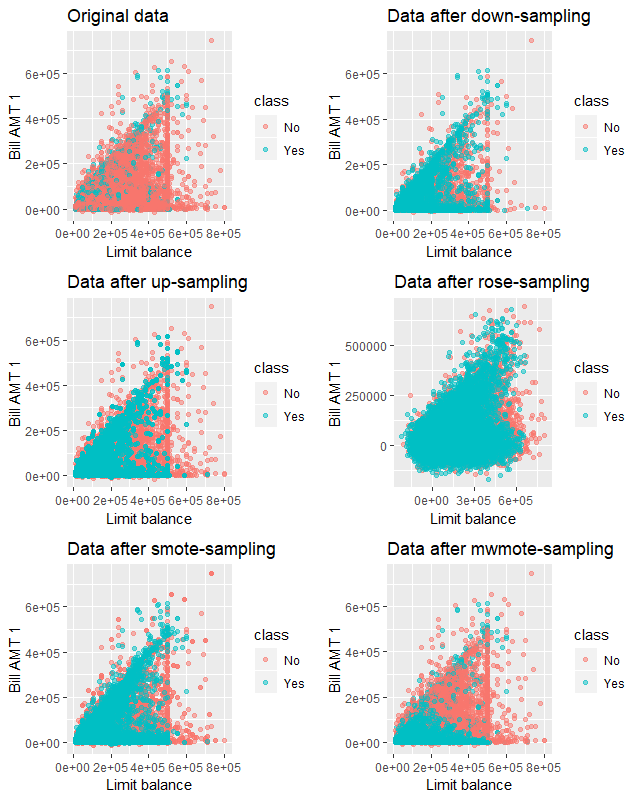 Original data
Bill AMT 1
6e+05
4e+05
2e+05
0e+00
0e+00 2e+05 4e+05 6e+05 8e+05
Limit balance
class
No
Yes
Data after down-sampling
Bill AMT 1
6e+05
4e+05
2e+05
0e+00
0e+00 2e+05 4e+05 6e+05 8e+05
Limit balance
class
No
Yes
Data after up-sampling
Bill AMT 1
6e+05
4e+05
2e+05
0e+00
0e+00 2e+05 4e+05 6e+05 8e+05
Limit balance
class
No
Yes
Data after rose-sampling
Bill AMT 1
500000
250000
0
0e+00 3e+05 6e+05
Limit balance
class
No
Yes
Data after smote-sampling
Bill AMT 1
6e+05
4e+05
2e+05
0e+00
0e+00 2e+05 4e+05 6e+05 8e+05
Limit balance
class
No
Yes
Data after mwmote-sampling
Bill AMT 1
6e+05
4e+05
2e+05
0e+00
0e+00 2e+05 4e+05 6e+05 8e+05
Limit balance
class
No
Yes